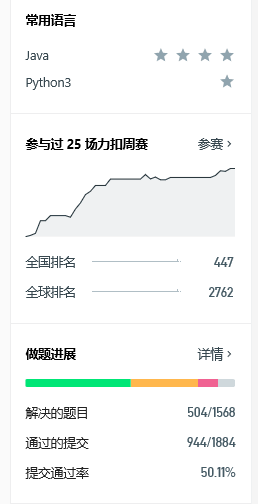 常用语言
Java
Python3
参与过 25 场力扣周赛 参赛 >
全国排名 447
全球排名 2762
做题进展 详情 >
解决的题目 504/1568
通过的提交 944/1884
提交通过率 50.11%